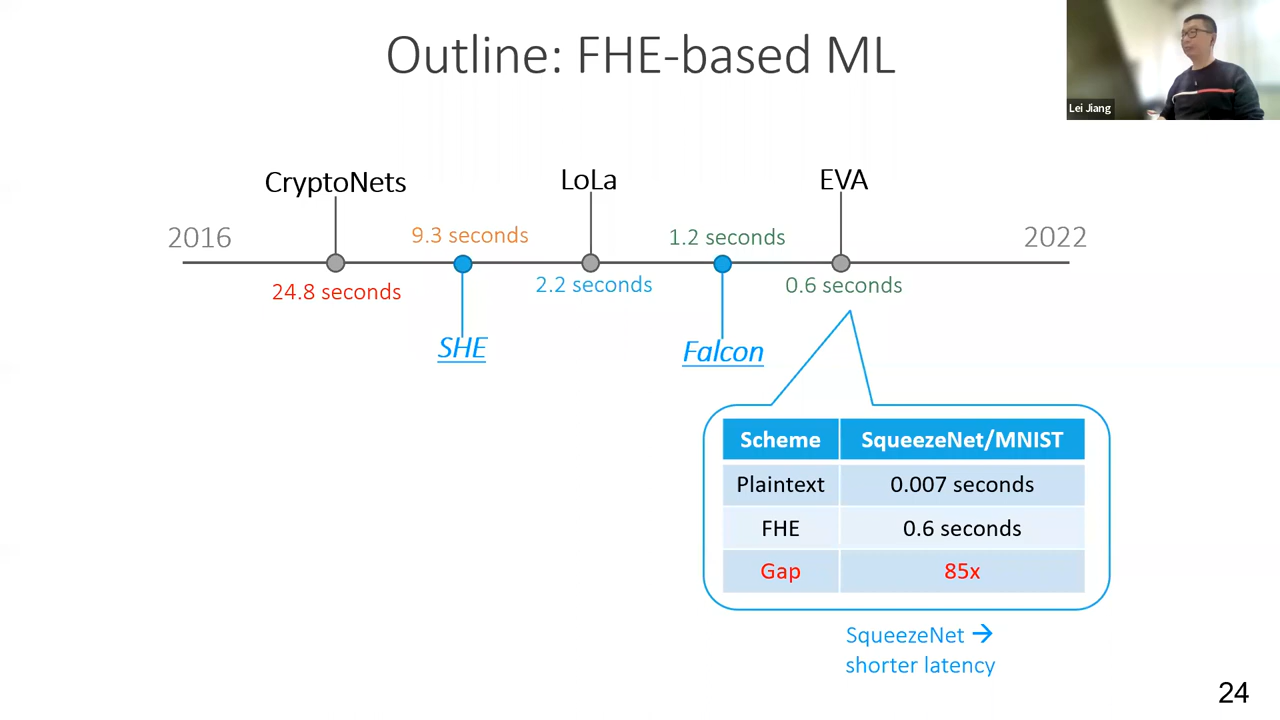 Outline: FHE-based ML
Lei Jiang
CryptoNets
LoLa
EVA
2016
9.3 seconds
1.2 seconds
2022
24.8 seconds
2.2 seconds
0.6 seconds
SHE
Falcon
Scheme SqueezeNet/MNIST
Plaintext 0.007 seconds
FHE 0.6 seconds
Gap 85x
SqueezeNet →
shorter latency
24